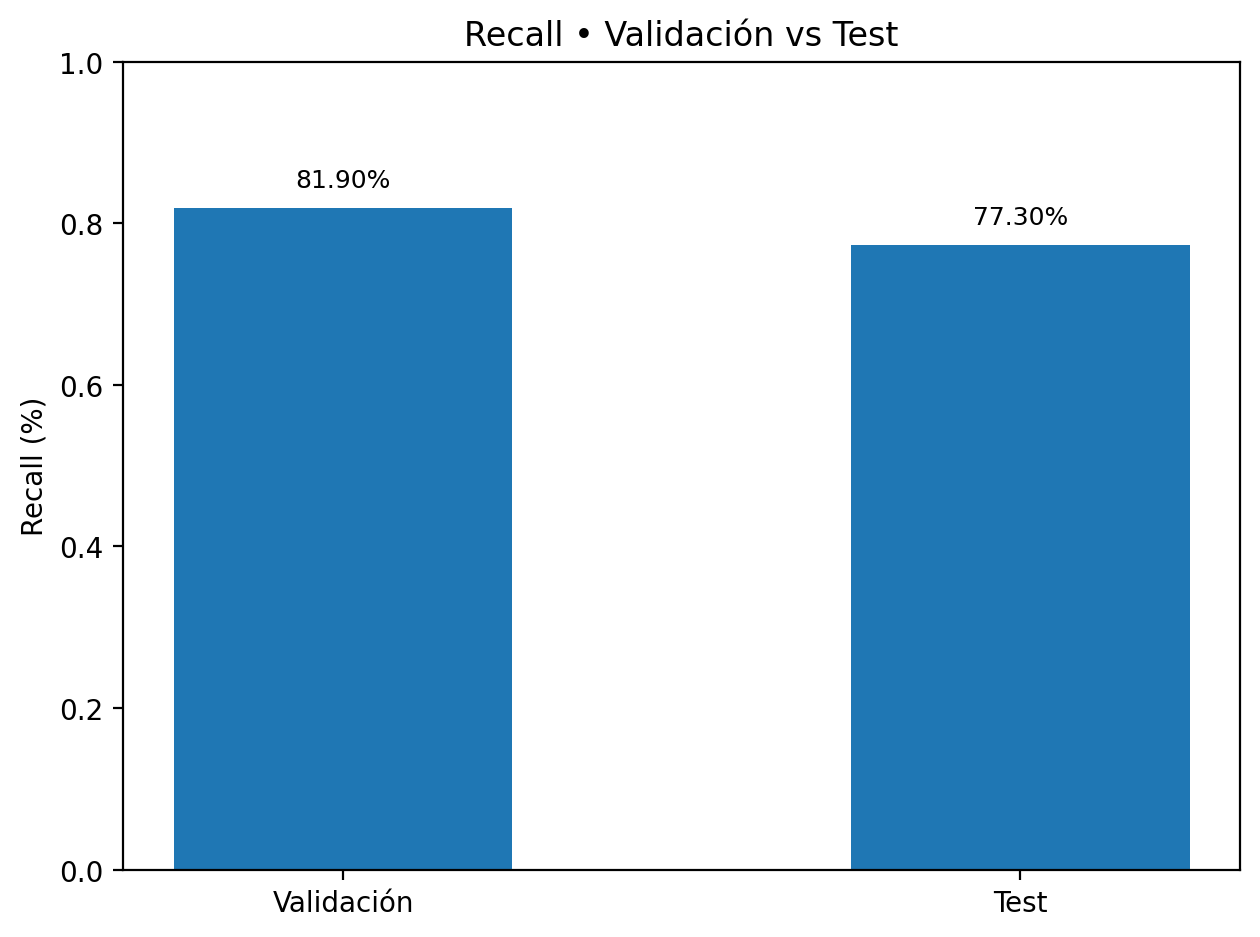 Recall • Validación vs Test
1.0
0.8
0.6
0.4
0.2
0.0
Recall (%)
81.90%
77.30%
Validación
Test